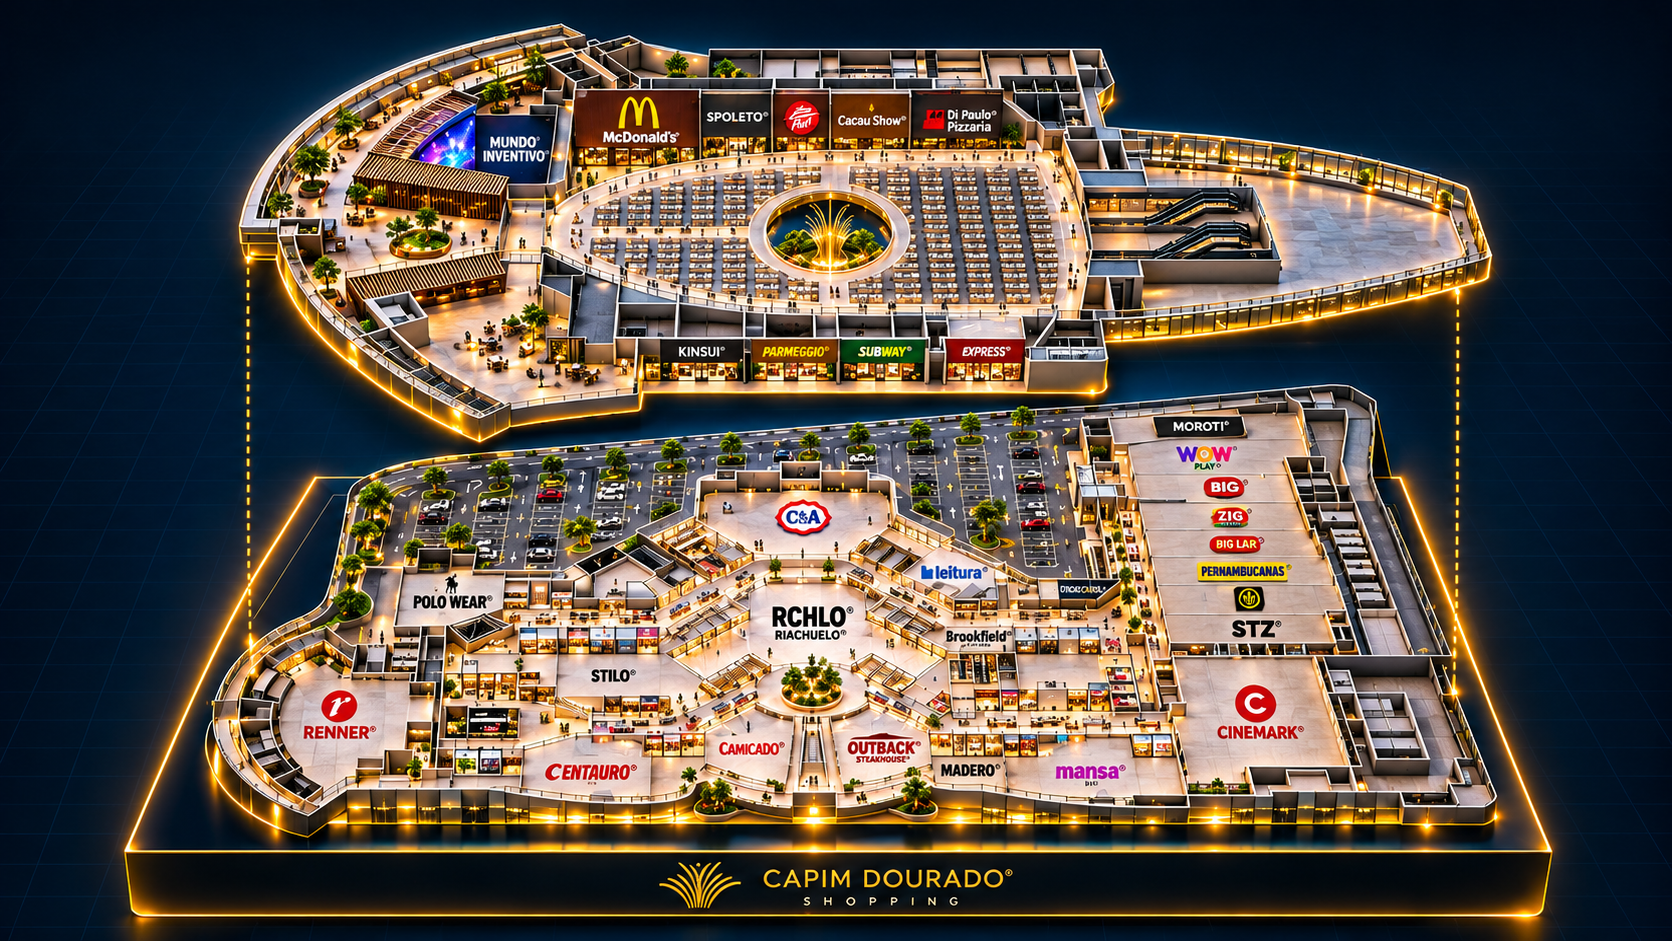 McDonald's®
SPOLETO®
Cacau Show®
Di Paulo®
Pizzaria
MUNDO®
INVENTIVO®
KINSUI®
PARMEGGIO®
SUBWAY®
EXPRESS®
MOROTI®
WOW®
PLAY®
BIG
ZIG
BIG LAR
PERNAMBUCANAS®
STZ®
C
CINEMARK®
C&A
leitura®
POLO WEAR®
RCHLO®
RIACHUELO®
Brookfield®
STILO®
r
RENNER®
CENTAURO®
CAMICADO®
OUTBACK®
STEAKHOUSE®
MADERO®
mansa®
CAPIM DOURADO®
SHOPPING